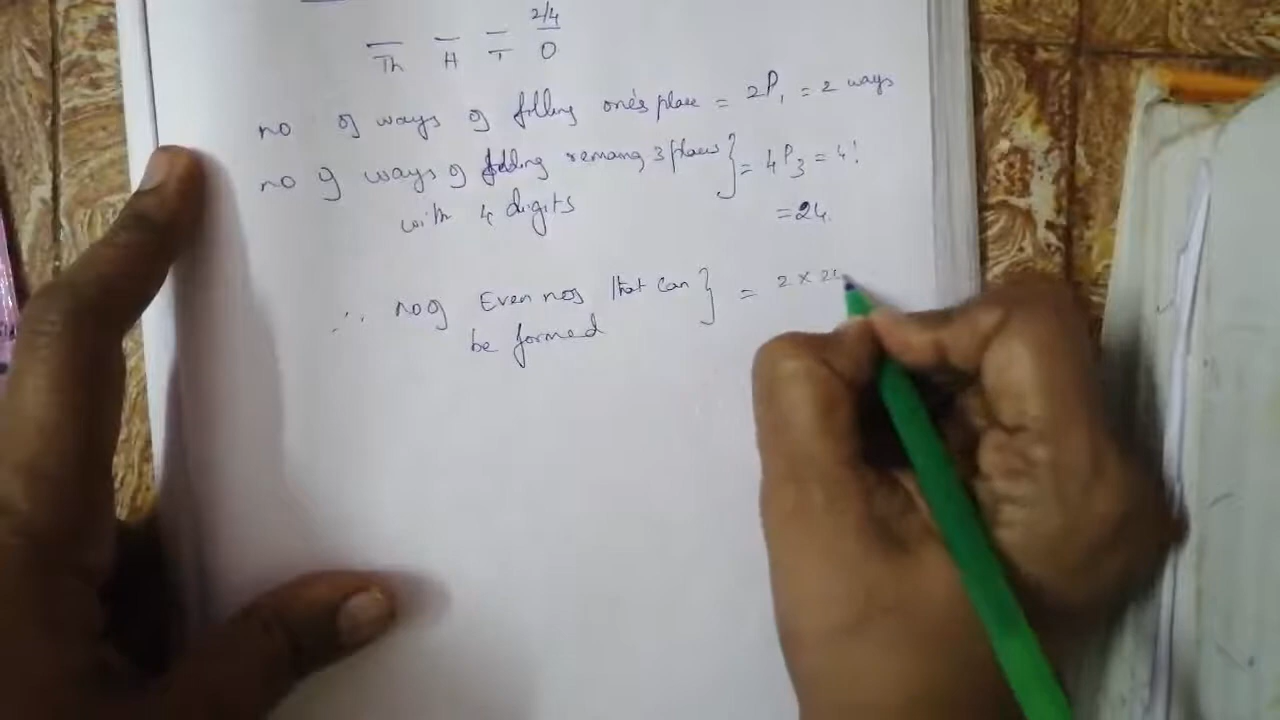 2/4
Th H T O
no of ways of filling one's place = 2P1 = 2 ways
no of ways of filling remang 3 places } = 4P3 = 4!
with 4 digits = 24.
∴ no of Even nos that can } = 2 × 24
be formed